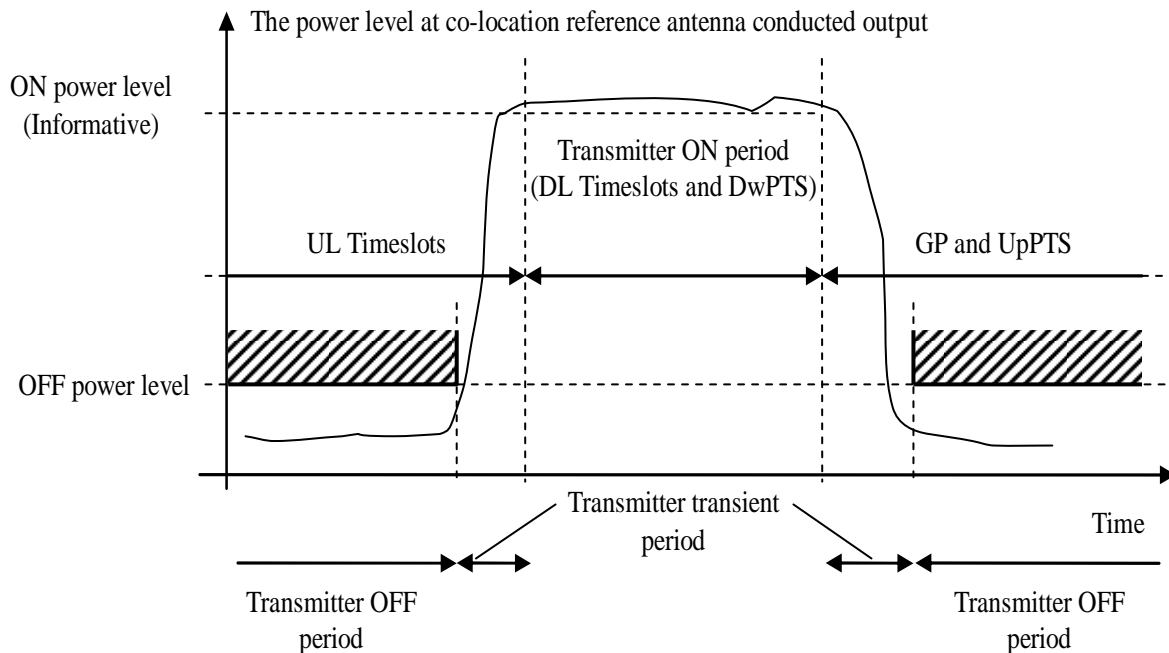 The power level at co-location reference antenna conducted output
ON power level
(Informative)
Transmitter ON period
(DL Timeslots and DwPTS)
UL Timeslots
GP and UpPTS
OFF power level
Transmitter transient
period
Time
Transmitter OFF
period
Transmitter OFF
period